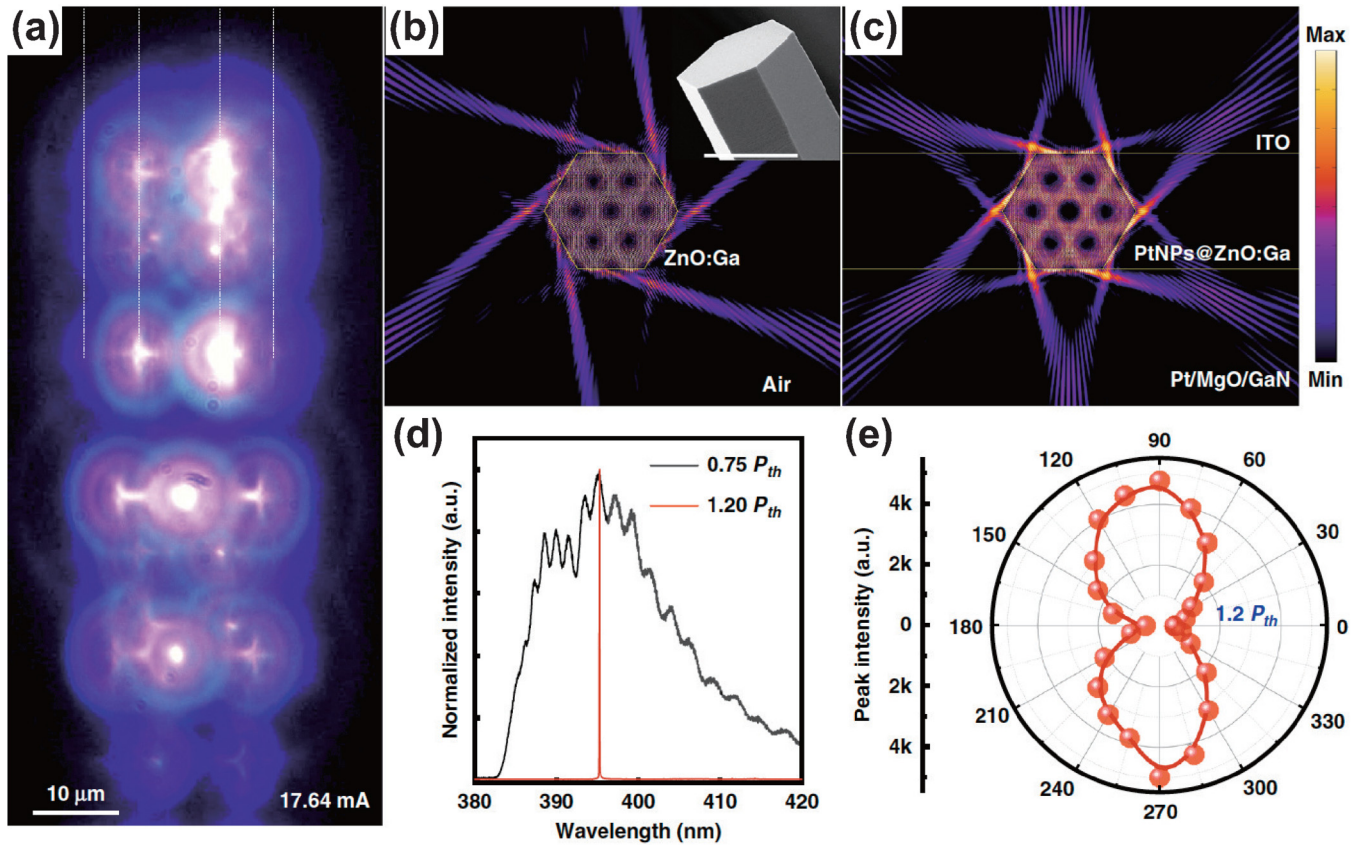 (a)
10 μm
17.64 mA
(b)
ZnO:Ga
Air
(c)
ITO
PtNPs@ZnO:Ga
Pt/MgO/GaN
Max
Min
(d)
Normalized intensity (a.u.)
0.75 Pth
1.20 Pth
380 390 400 410 420
Wavelength (nm)
(e)
Peak intensity (a.u.)
4k
2k
0
2k
4k
90
120 60
150 30
180 0
210 330
240 300
270
1.2 Pth